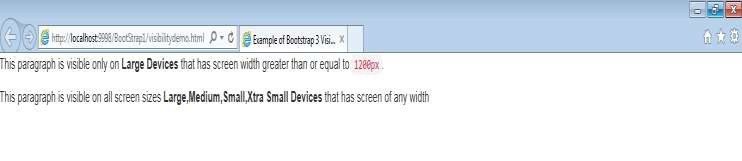 http://localhost:9998/BootStrap1/visibilitydemo.html
Example of Bootstrap 3 Visi...
This paragraph is visible only on Large Devices that has screen width greater than or equal to 1200px .
This paragraph is visible on all screen sizes Large,Medium,Small,Xtra Small Devices that has screen of any width